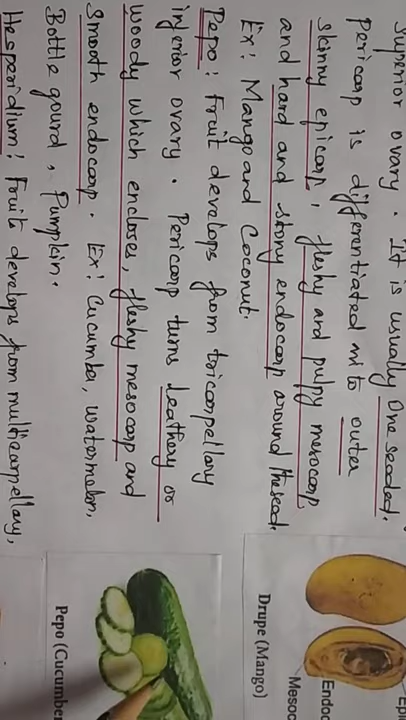 superior ovary. It is usually One seeded.
pericarp is differentiated into outer
skinny epicarp, fleshy and pulpy mesocarp
and hard and stony endocarp around the seed.
Ex: Mango and Coconut.
Pepo: Fruit develops from tricarpellary
inferior ovary. Pericarp turns leathery or
woody which encloses, fleshy mesocarp and
smooth endocarp. Ex: Cucumber, watermelon,
Bottle gourd, Pumpkin.
Hesperidium: Fruit develops from multicarpellary,
Epi
Endoc
Mesoc
Drupe (Mango)
Pepo (Cucumber